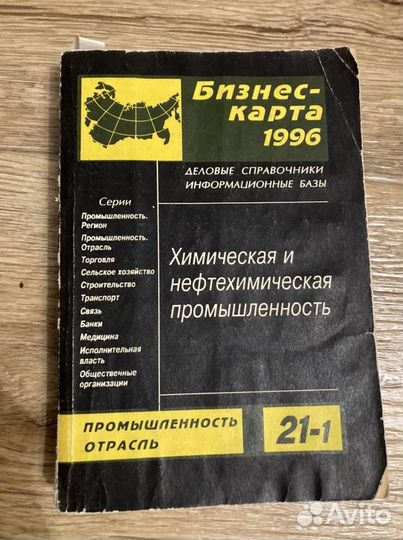 Бизнес-
карта
1996
ДЕЛОВЫЕ СПРАВОЧНИКИ
ИНФОРМАЦИОННЫЕ БАЗЫ
Серии
Промышленность.
Регион
Промышленность.
Отрасль
Торговля
Сельское хозяйство
Строительство
Транспорт
Связь
Банки
Медицина
Исполнительная
власть
Общественные
организации
Химическая и
нефтехимическая
промышленность
ПРОМЫШЛЕННОСТЬ
ОТРАСЛЬ
21-1
Avito